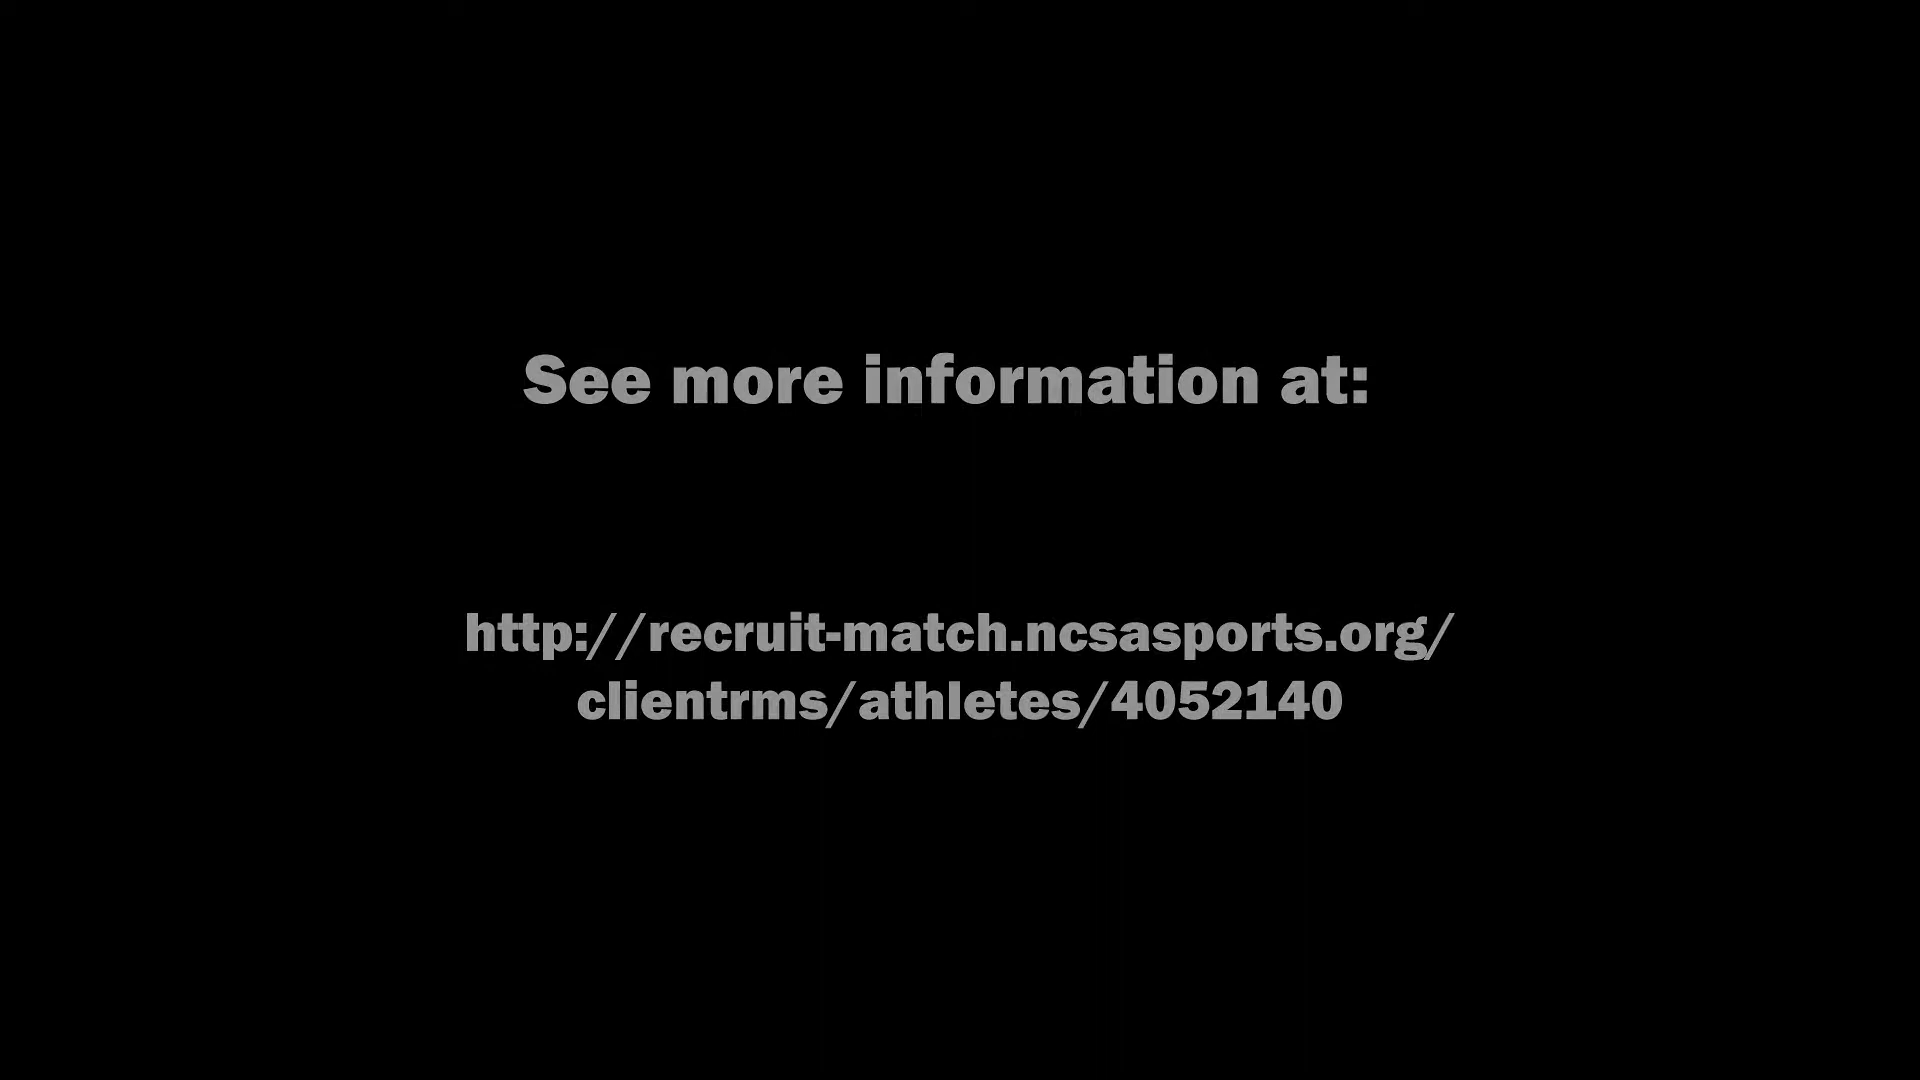 See more information at:
http://recruit-match.ncsasports.org/
clientrms/athletes/4052140